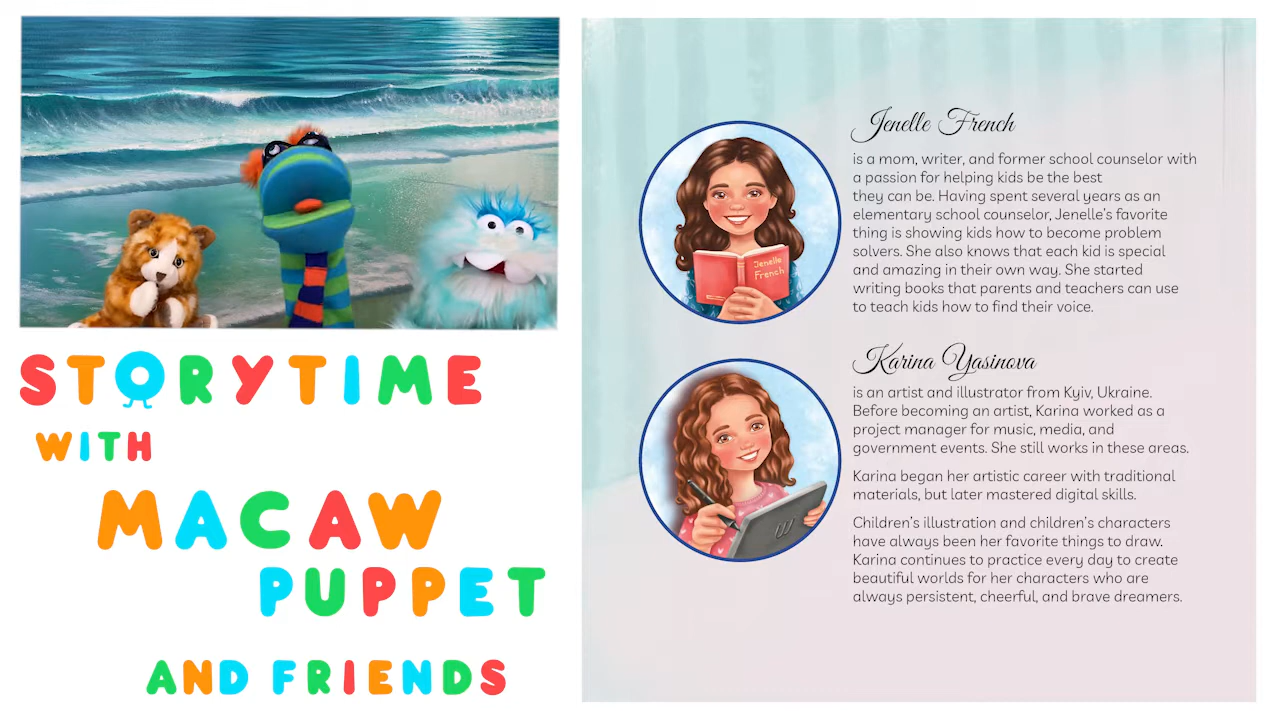 STORYTIME
WITH
MACAW
PUPPET
AND FRIENDS
Jenelle French
is a mom, writer, and former school counselor with
a passion for helping kids be the best
they can be. Having spent several years as an
elementary school counselor, Jenelle's favorite
thing is showing kids how to become problem
solvers. She also knows that each kid is special
and amazing in their own way. She started
writing books that parents and teachers can use
to teach kids how to find their voice.
Jenelle
French
Karina Yasinova
is an artist and illustrator from Kyiv, Ukraine.
Before becoming an artist, Karina worked as a
project manager for music, media, and
government events. She still works in these areas.
Karina began her artistic career with traditional
materials, but later mastered digital skills.
Children's illustration and children's characters
have always been her favorite things to draw.
Karina continues to practice every day to create
beautiful worlds for her characters who are
always persistent, cheerful, and brave dreamers.